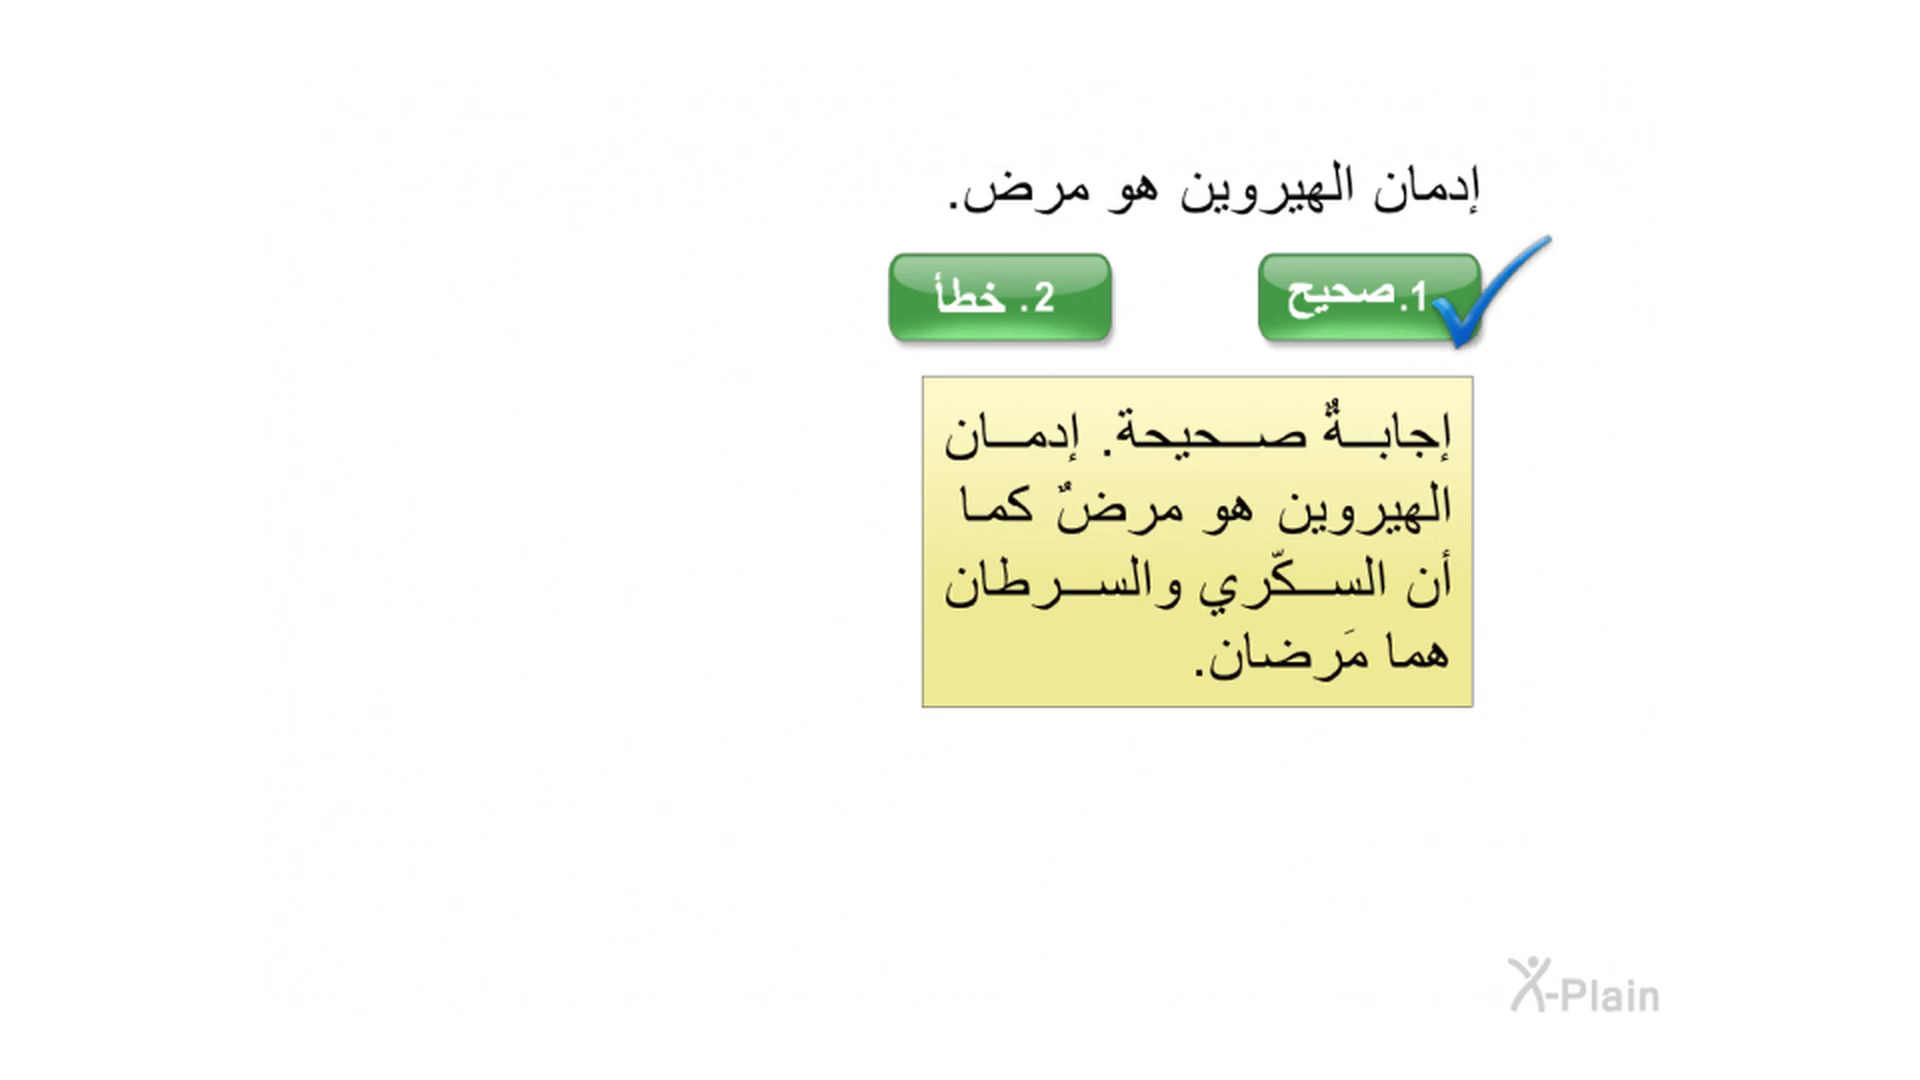 إدمان الهيروين هو مرض.
1. صحيح
2. خطأ
إجابةٌ صحيحة. إدمان
الهيروين هو مرضٌ كما
أن السكّري والسرطان
هما مَرضان.
X-Plain